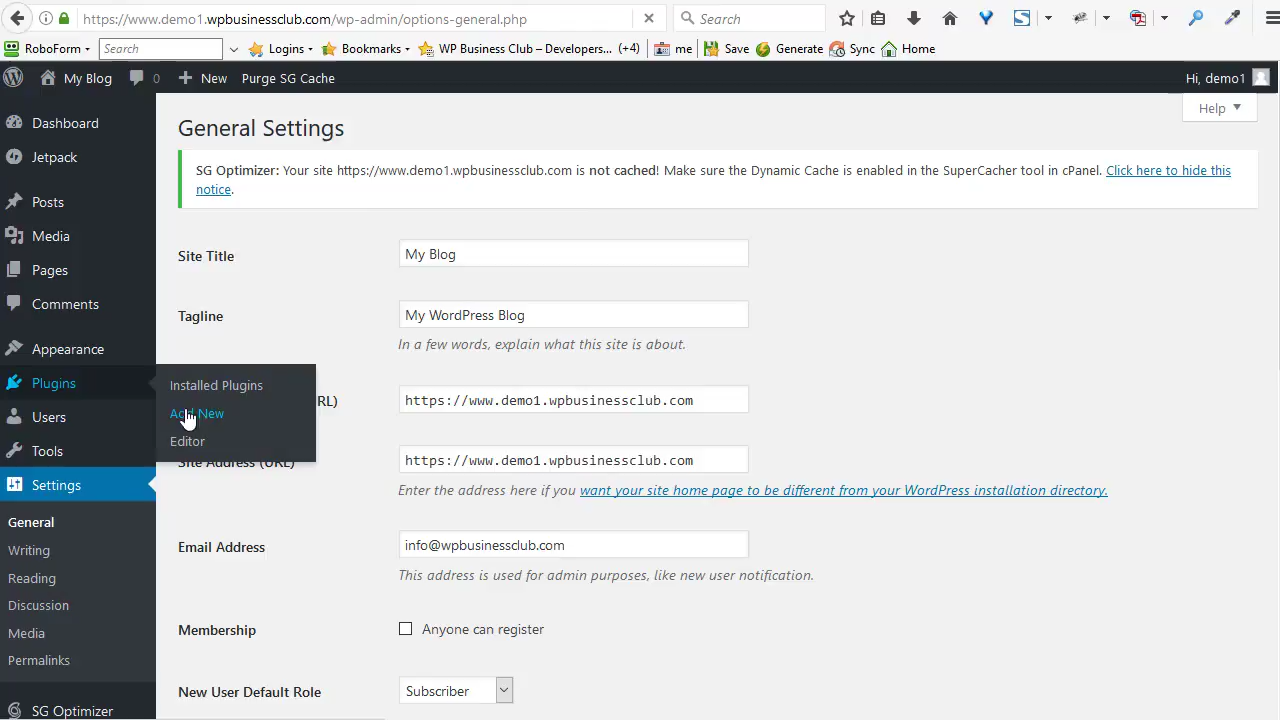 https://www.demo1.wpbusinessclub.com/wp-admin/options-general.php
Search
RoboForm
Search
Logins
Bookmarks
WP Business Club – Developers... (+4)
me
Save
Generate
Sync
Home
My Blog
0
New
Purge SG Cache
Hi, demo1
Dashboard
Jetpack
Posts
Media
Pages
Comments
Appearance
Plugins
Users
Tools
Settings
General
Writing
Reading
Discussion
Media
Permalinks
SG Optimizer
Installed Plugins
Add New
Editor
Help
General Settings
SG Optimizer: Your site https://www.demo1.wpbusinessclub.com is not cached! Make sure the Dynamic Cache is enabled in the SuperCacher tool in cPanel. Click here to hide this
notice.
Site Title
My Blog
Tagline
My WordPress Blog
In a few words, explain what this site is about.
RL)
https://www.demo1.wpbusinessclub.com
Site Address (URL)
https://www.demo1.wpbusinessclub.com
Enter the address here if you want your site home page to be different from your WordPress installation directory.
Email Address
info@wpbusinessclub.com
This address is used for admin purposes, like new user notification.
Membership
Anyone can register
New User Default Role
Subscriber